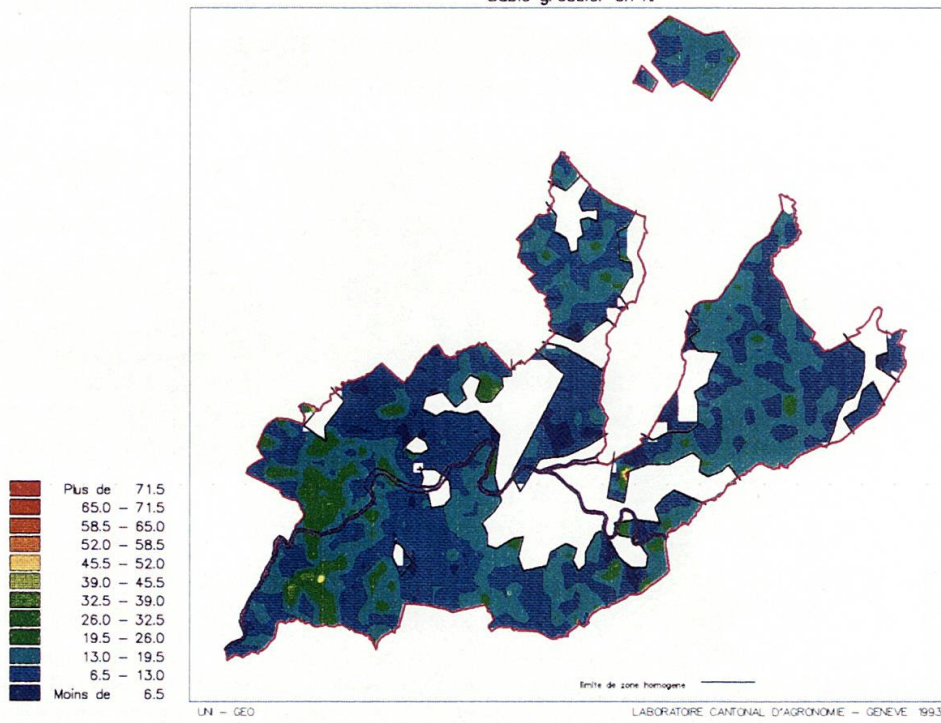 Plus de 71.5
65.0 – 71.5
58.5 – 65.0
52.0 – 58.5
45.5 – 52.0
39.0 – 45.5
32.5 – 39.0
26.0 – 32.5
19.5 – 26.0
13.0 – 19.5
6.5 – 13.0
Moins de 6.5
limite de zone homogene
UNI – GEO
LABORATOIRE CANTONAL D'AGRONOMIE – GENEVE 1993